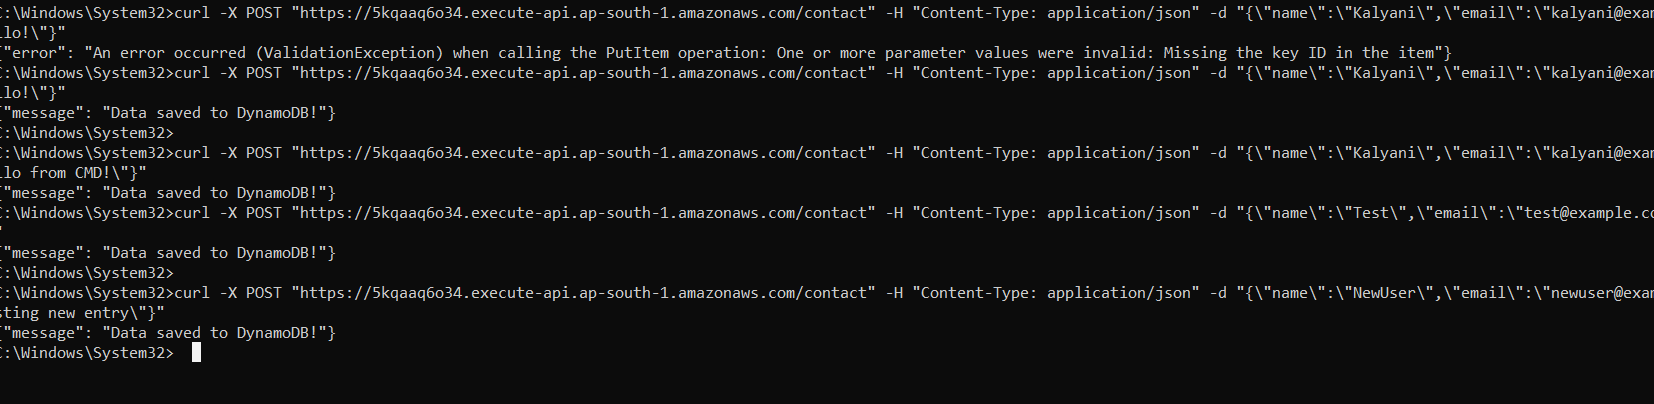 C:\Windows\System32>curl -X POST "https://5kqaaq6o34.execute-api.ap-south-1.amazonaws.com/contact" -H "Content-Type: application/json" -d "{\"name\":\"Kalyani\",\"email\":\"kalyani@exam
llo!\"}"
{"error": "An error occurred (ValidationException) when calling the PutItem operation: One or more parameter values were invalid: Missing the key ID in the item"}
C:\Windows\System32>curl -X POST "https://5kqaaq6o34.execute-api.ap-south-1.amazonaws.com/contact" -H "Content-Type: application/json" -d "{\"name\":\"Kalyani\",\"email\":\"kalyani@exam
llo!\"}"
{"message": "Data saved to DynamoDB!"}
C:\Windows\System32>
C:\Windows\System32>curl -X POST "https://5kqaaq6o34.execute-api.ap-south-1.amazonaws.com/contact" -H "Content-Type: application/json" -d "{\"name\":\"Kalyani\",\"email\":\"kalyani@exam
llo from CMD!\"}"
{"message": "Data saved to DynamoDB!"}
C:\Windows\System32>curl -X POST "https://5kqaaq6o34.execute-api.ap-south-1.amazonaws.com/contact" -H "Content-Type: application/json" -d "{\"name\":\"Test\",\"email\":\"test@example.co
"
{"message": "Data saved to DynamoDB!"}
C:\Windows\System32>
C:\Windows\System32>curl -X POST "https://5kqaaq6o34.execute-api.ap-south-1.amazonaws.com/contact" -H "Content-Type: application/json" -d "{\"name\":\"NewUser\",\"email\":\"newuser@exam
sting new entry\"}"
{"message": "Data saved to DynamoDB!"}
C:\Windows\System32>